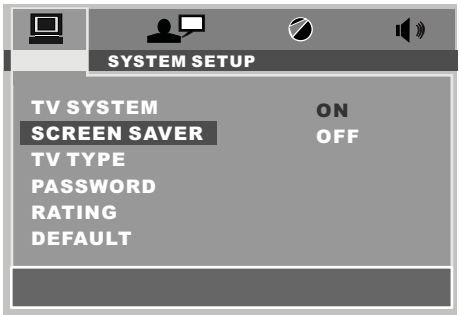 SYSTEM SETUP
TV SYSTEM ON
SCREEN SAVER OFF
TV TYPE
PASSWORD
RATING
DEFAULT